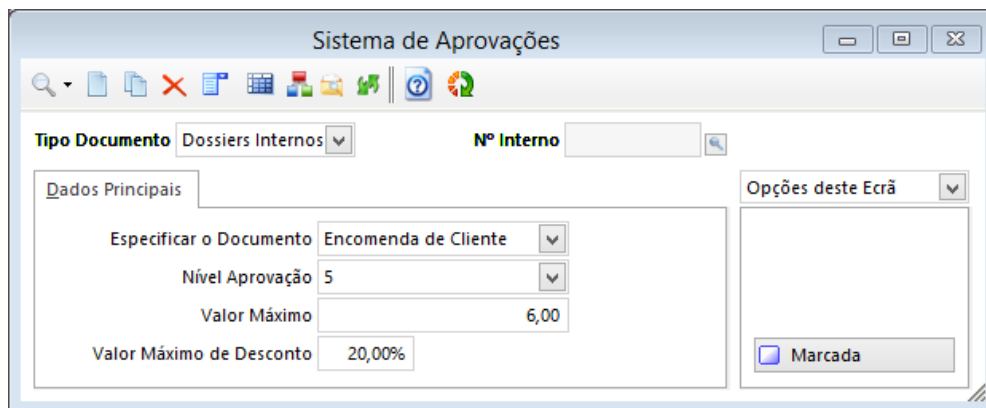 Sistema de Aprovações
Tipo Documento Dossiers Internos Nº Interno
Dados Principais
Opções deste Ecrã
Especificar o Documento Encomenda de Cliente
Nível Aprovação 5
Valor Máximo 6,00
Valor Máximo de Desconto 20,00%
Marcada